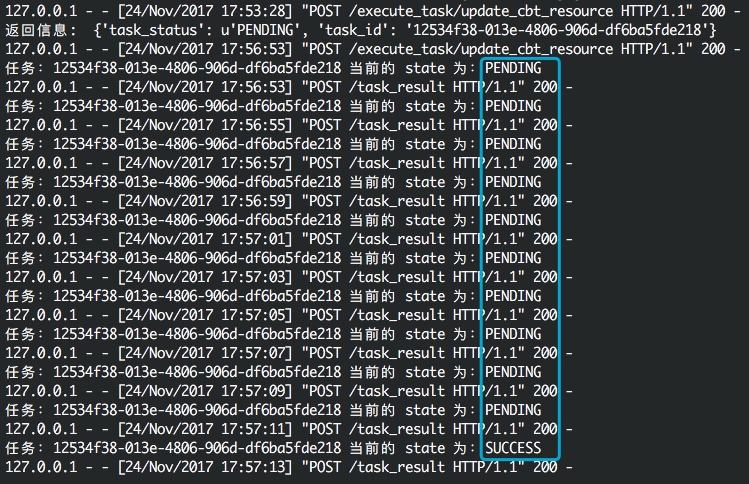 127.0.0.1 - - [24/Nov/2017 17:53:28] "POST /execute_task/update_cbt_resource HTTP/1.1" 200 -
返回信息: {'task_status': u'PENDING', 'task_id': '12534f38-013e-4806-906d-df6ba5fde218'}
127.0.0.1 - - [24/Nov/2017 17:56:53] "POST /execute_task/update_cbt_resource HTTP/1.1" 200 -
任务: 12534f38-013e-4806-906d-df6ba5fde218 当前的 state 为: PENDING
127.0.0.1 - - [24/Nov/2017 17:56:53] "POST /task_result HTTP/1.1" 200 -
任务: 12534f38-013e-4806-906d-df6ba5fde218 当前的 state 为: PENDING
127.0.0.1 - - [24/Nov/2017 17:56:55] "POST /task_result HTTP/1.1" 200 -
任务: 12534f38-013e-4806-906d-df6ba5fde218 当前的 state 为: PENDING
127.0.0.1 - - [24/Nov/2017 17:56:57] "POST /task_result HTTP/1.1" 200 -
任务: 12534f38-013e-4806-906d-df6ba5fde218 当前的 state 为: PENDING
127.0.0.1 - - [24/Nov/2017 17:56:59] "POST /task_result HTTP/1.1" 200 -
任务: 12534f38-013e-4806-906d-df6ba5fde218 当前的 state 为: PENDING
127.0.0.1 - - [24/Nov/2017 17:57:01] "POST /task_result HTTP/1.1" 200 -
任务: 12534f38-013e-4806-906d-df6ba5fde218 当前的 state 为: PENDING
127.0.0.1 - - [24/Nov/2017 17:57:03] "POST /task_result HTTP/1.1" 200 -
任务: 12534f38-013e-4806-906d-df6ba5fde218 当前的 state 为: PENDING
127.0.0.1 - - [24/Nov/2017 17:57:05] "POST /task_result HTTP/1.1" 200 -
任务: 12534f38-013e-4806-906d-df6ba5fde218 当前的 state 为: PENDING
127.0.0.1 - - [24/Nov/2017 17:57:07] "POST /task_result HTTP/1.1" 200 -
任务: 12534f38-013e-4806-906d-df6ba5fde218 当前的 state 为: PENDING
127.0.0.1 - - [24/Nov/2017 17:57:09] "POST /task_result HTTP/1.1" 200 -
任务: 12534f38-013e-4806-906d-df6ba5fde218 当前的 state 为: PENDING
127.0.0.1 - - [24/Nov/2017 17:57:11] "POST /task_result HTTP/1.1" 200 -
任务: 12534f38-013e-4806-906d-df6ba5fde218 当前的 state 为: SUCCESS
127.0.0.1 - - [24/Nov/2017 17:57:13] "POST /task_result HTTP/1.1" 200 -